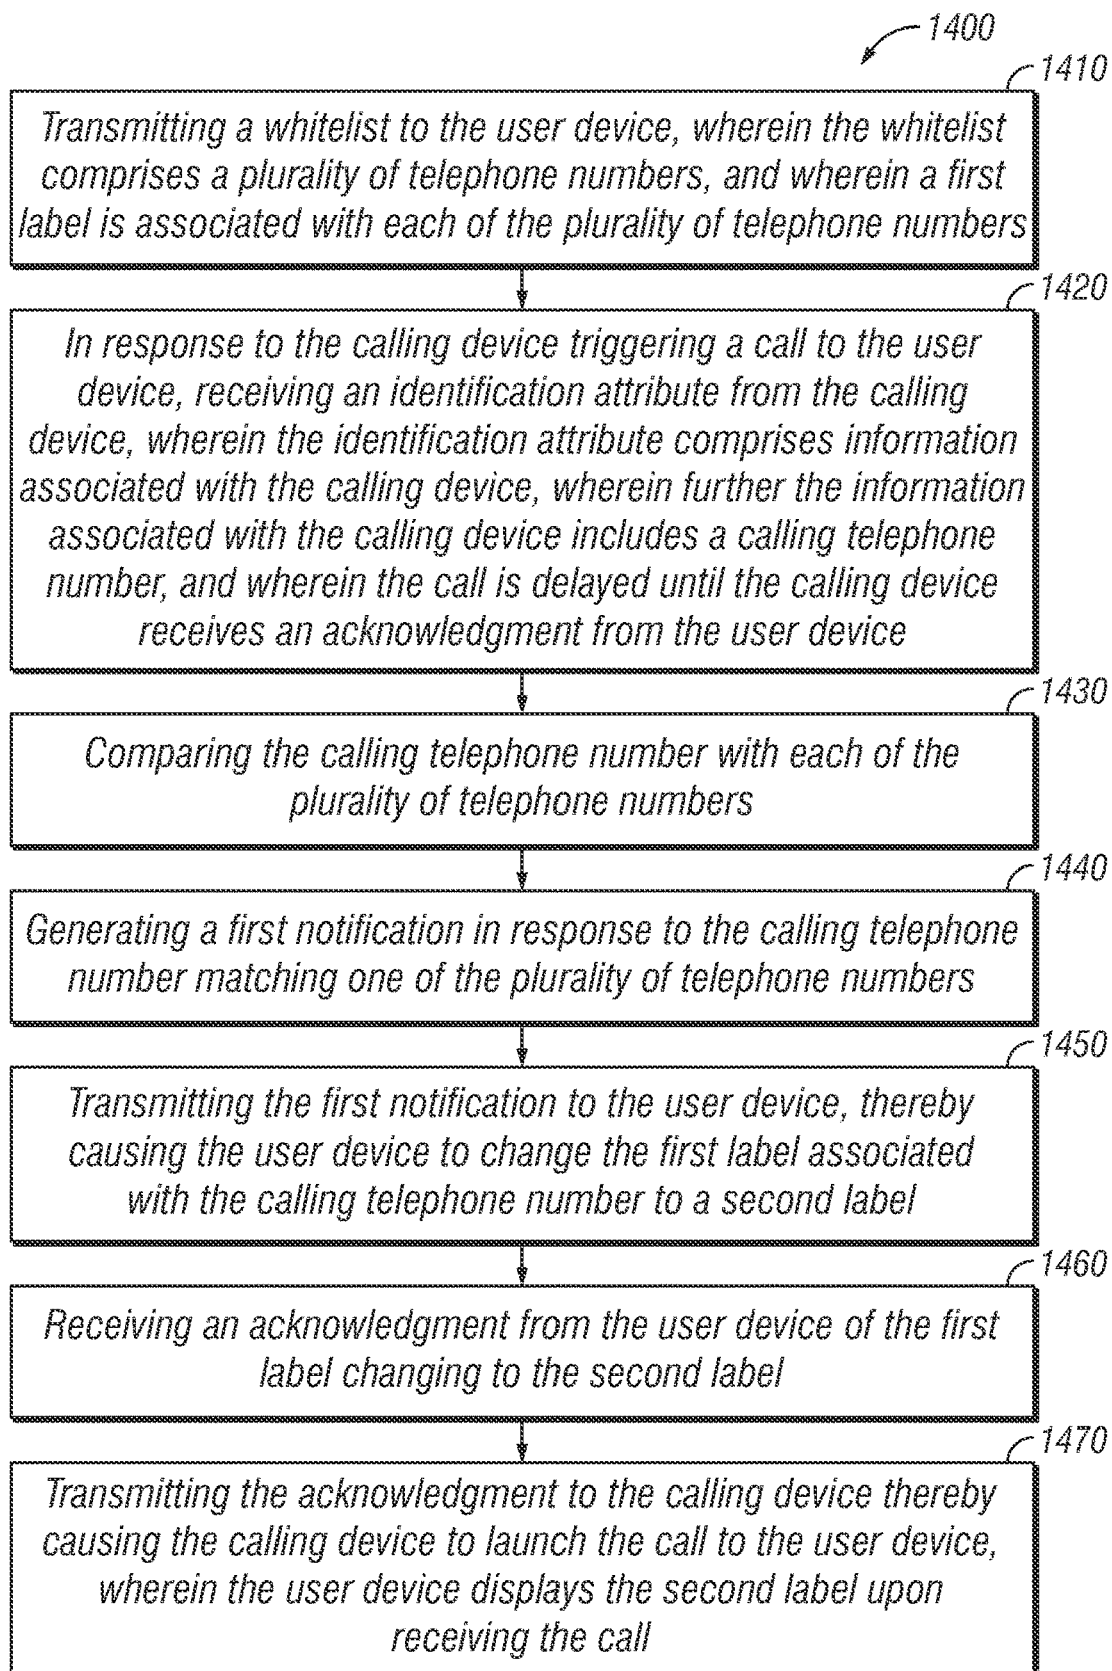 1400
1410
Transmitting a whitelist to the user device, wherein the whitelist
comprises a plurality of telephone numbers, and wherein a first
label is associated with each of the plurality of telephone numbers
1420
In response to the calling device triggering a call to the user
device, receiving an identification attribute from the calling
device, wherein the identification attribute comprises information
associated with the calling device, wherein further the information
associated with the calling device includes a calling telephone
number, and wherein the call is delayed until the calling device
receives an acknowledgment from the user device
1430
Comparing the calling telephone number with each of the
plurality of telephone numbers
1440
Generating a first notification in response to the calling telephone
number matching one of the plurality of telephone numbers
1450
Transmitting the first notification to the user device, thereby
causing the user device to change the first label associated
with the calling telephone number to a second label
1460
Receiving an acknowledgment from the user device of the first
label changing to the second label
1470
Transmitting the acknowledgment to the calling device thereby
causing the calling device to launch the call to the user device,
wherein the user device displays the second label upon
receiving the call